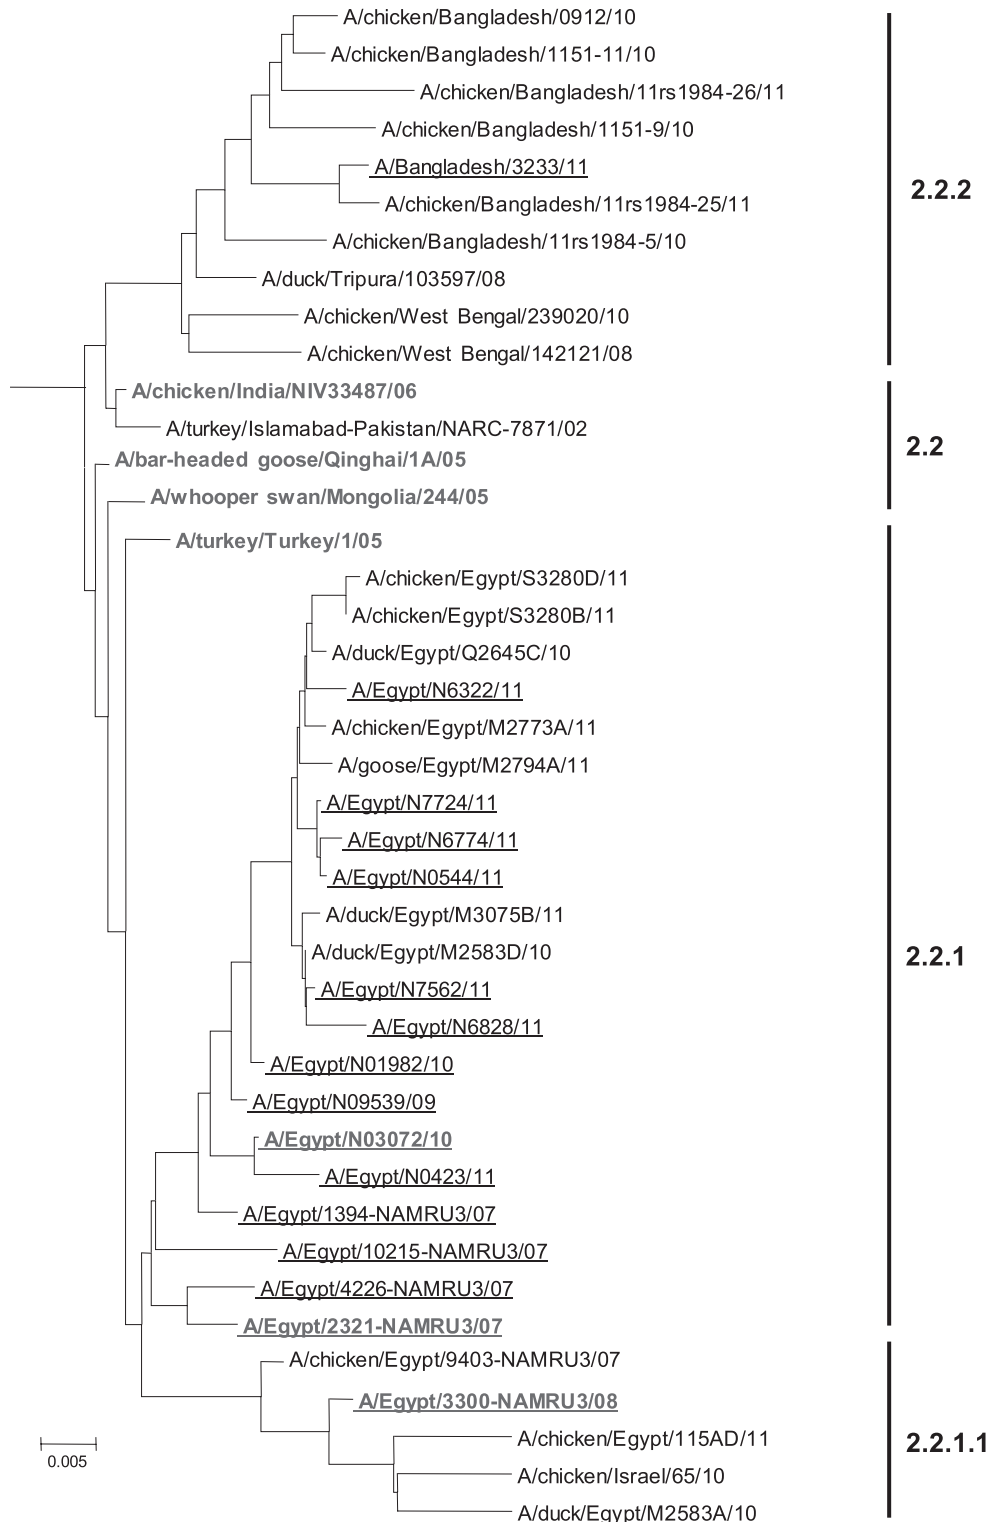 A/chicken/Bangladesh/0912/10
A/chicken/Bangladesh/1151-11/10
A/chicken/Bangladesh/11rs1984-26/11
A/chicken/Bangladesh/1151-9/10
A/Bangladesh/3233/11
2.2.2
A/chicken/Bangladesh/11rs1984-25/11
A/chicken/Bangladesh/11rs1984-5/10
A/duck/Tripura/103597/08
A/chicken/West Bengal/239020/10
A/chicken/West Bengal/142121/08
A/chicken/India/NIV33487/06
A/turkey/Islamabad-Pakistan/NARC-7871/02
2.2
A/bar-headed goose/Qinghai/1A/05
A/whooper swan/Mongolia/244/05
A/turkey/Turkey/1/05
A/chicken/Egypt/S3280D/11
A/chicken/Egypt/S3280B/11
A/duck/Egypt/Q2645C/10
A/Egypt/N6322/11
A/chicken/Egypt/M2773A/11
A/goose/Egypt/M2794A/11
A/Egypt/N7724/11
A/Egypt/N6774/11
A/Egypt/N0544/11
A/duck/Egypt/M3075B/11
A/duck/Egypt/M2583D/10
2.2.1
A/Egypt/N7562/11
A/Egypt/N6828/11
A/Egypt/N01982/10
A/Egypt/N09539/09
A/Egypt/N03072/10
A/Egypt/N0423/11
A/Egypt/1394-NAMRU3/07
A/Egypt/10215-NAMRU3/07
A/Egypt/4226-NAMRU3/07
A/Egypt/2321-NAMRU3/07
A/chicken/Egypt/9403-NAMRU3/07
A/Egypt/3300-NAMRU3/08
A/chicken/Egypt/115AD/11
2.2.1.1
0.005
A/chicken/Israel/65/10
A/duck/Egypt/M2583A/10